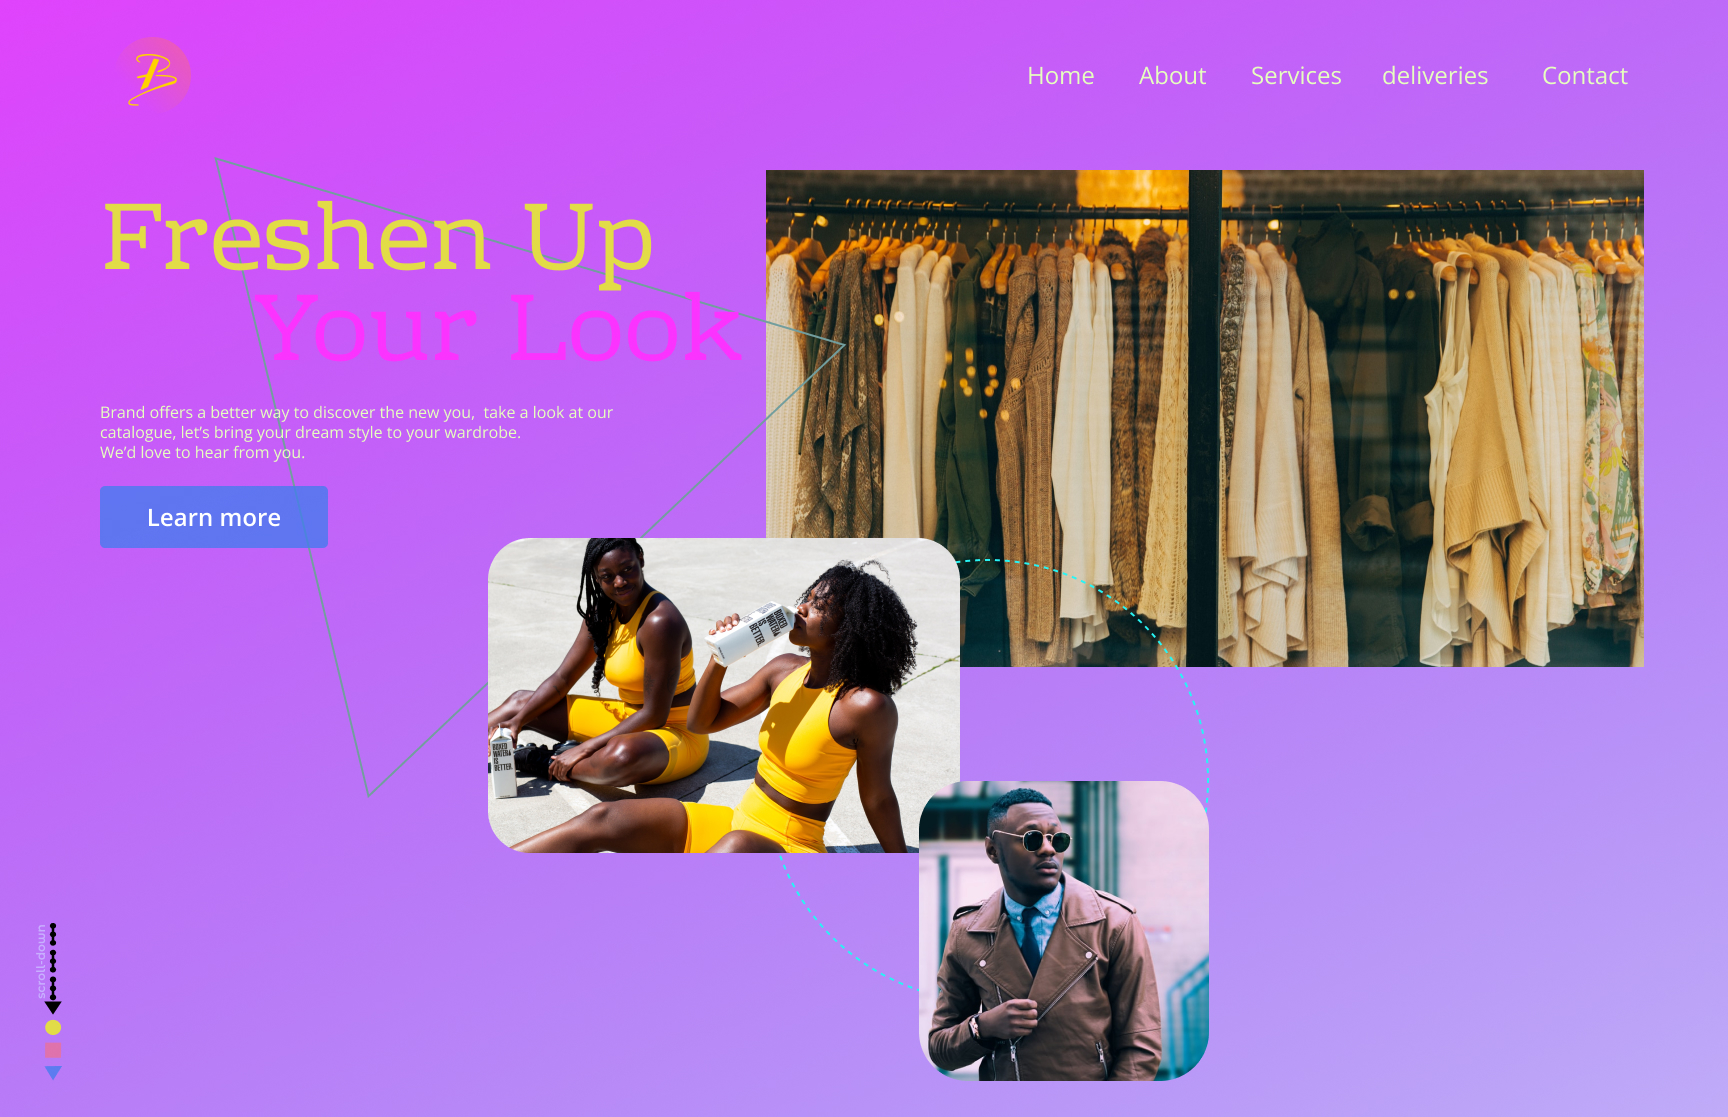 B
Home About Services deliveries Contact
Freshen Up
Your Look
Brand offers a better way to discover the new you,  take a look at our
catalogue, let's bring your dream style to your wardrobe.
We'd love to hear from you.
Learn more
BOXED
WATER
IS
BETTER.
BOXED
WATER
IS
BETTER.
scroll-down